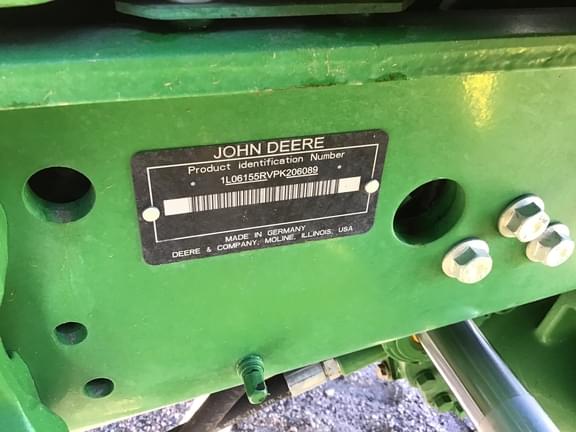 JOHN DEERE
Product identification Number
1L06155RVPK206089
MADE IN GERMANY
DEERE & COMPANY, MOLINE, ILLINOIS, USA